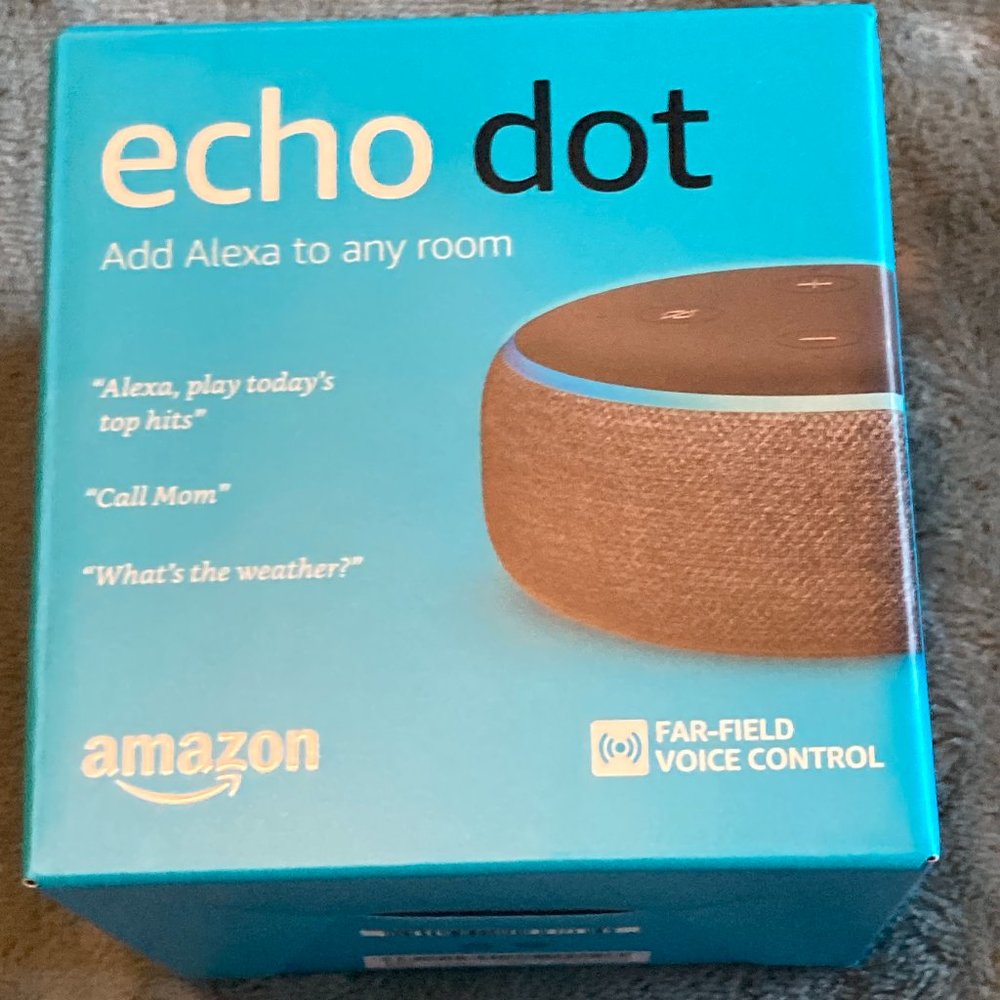 echo dot
Add Alexa to any room
“Alexa, play today’s
top hits”
“Call Mom”
“What’s the weather?”
amazon
FAR-FIELD
VOICE CONTROL